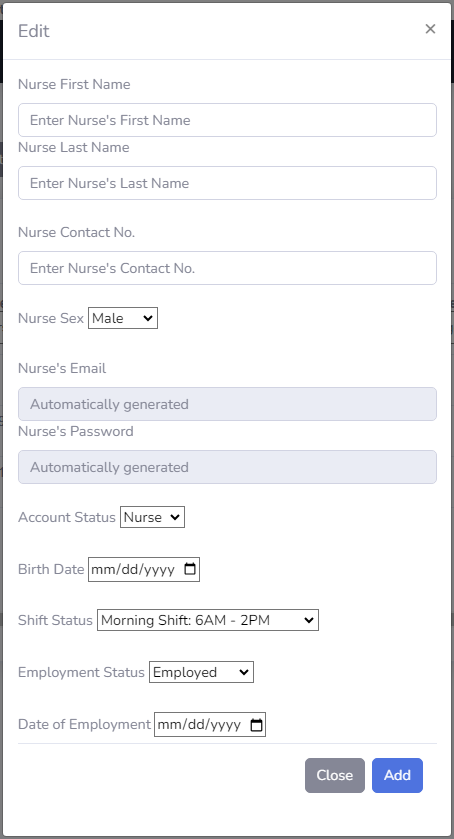 Edit ×
Nurse First Name
Enter Nurse's First Name
Nurse Last Name
Enter Nurse's Last Name
Nurse Contact No.
Enter Nurse's Contact No.
Nurse Sex Male
Nurse's Email
Automatically generated
Nurse's Password
Automatically generated
Account Status Nurse
Birth Date mm/dd/yyyy
Shift Status Morning Shift: 6AM - 2PM
Employment Status Employed
Date of Employment mm/dd/yyyy
Close Add